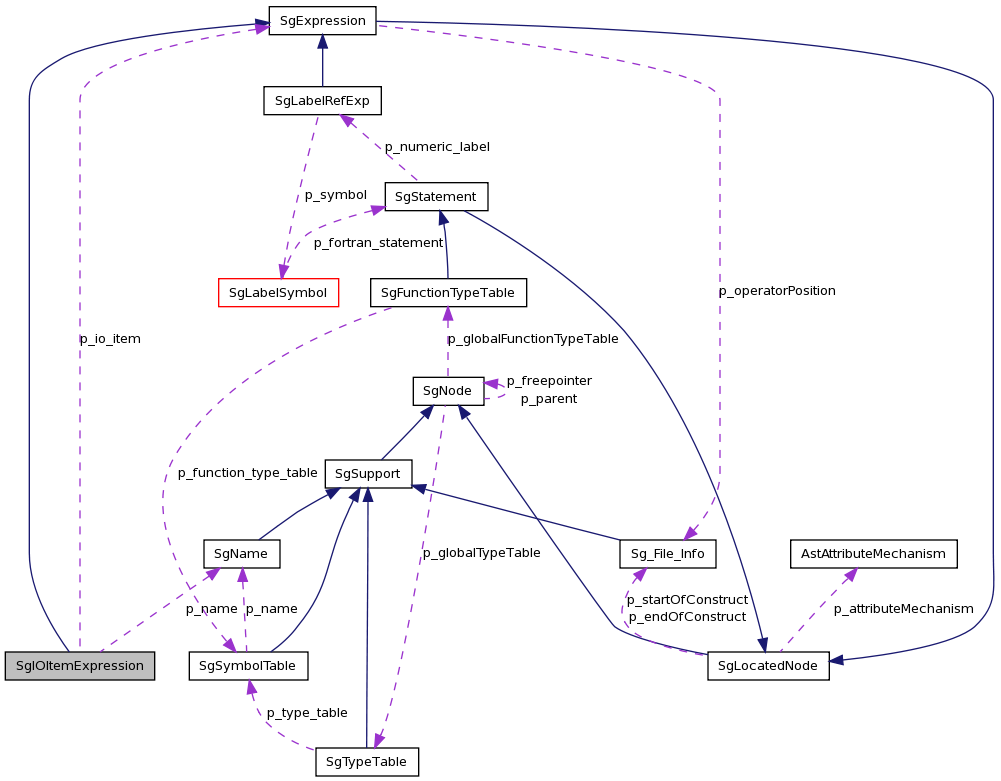 SgExpression
SgLabelRefExp
p_numeric_label
SgStatement
p_symbol
p_fortran_statement
SgLabelSymbol
SgFunctionTypeTable
p_operatorPosition
p_io_item
p_globalFunctionTypeTable
SgNode
p_freepointer
p_parent
SgSupport
p_function_type_table
SgName
p_globalTypeTable
Sg_File_Info
AstAttributeMechanism
p_name
p_name
p_startOfConstruct
p_endOfConstruct
p_attributeMechanism
SgIOItemExpression
SgSymbolTable
SgLocatedNode
p_type_table
SgTypeTable